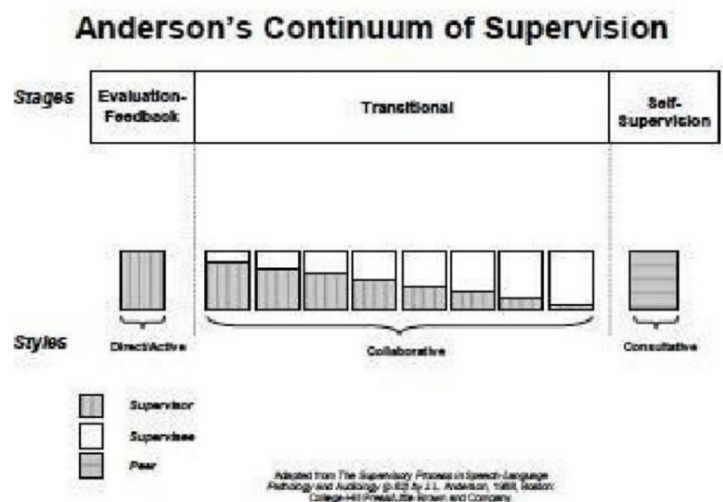 Anderson's Continuum of Supervision
Stages
Evaluation-
Feedback
Transitional
Self-
Supervision
Styles
Direct/Active
Collaborative
Consultative
Supervisor
Supervisee
Peer
Adapted from The Supervisory Process in Speech-Language
Pathology and Audiology by J.L. Anderson, 1988, Boston:
College-Hill Press/Little Brown and Company